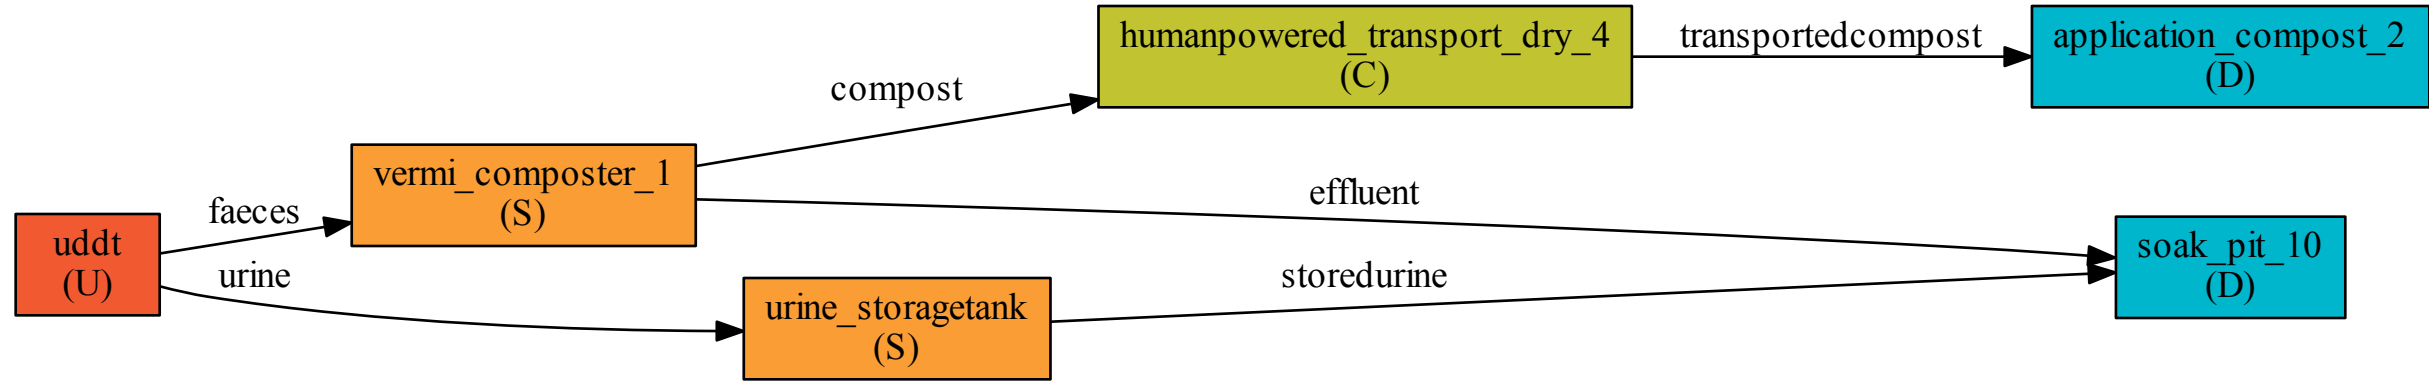 humanpowered_transport_dry_4
(C)
transportedcompost
application_compost_2
(D)
compost
vermi_composter_1
(S)
effluent
faeces
uddt
(U)
soak_pit_10
(D)
urine
storedurine
urine_storagetank
(S)